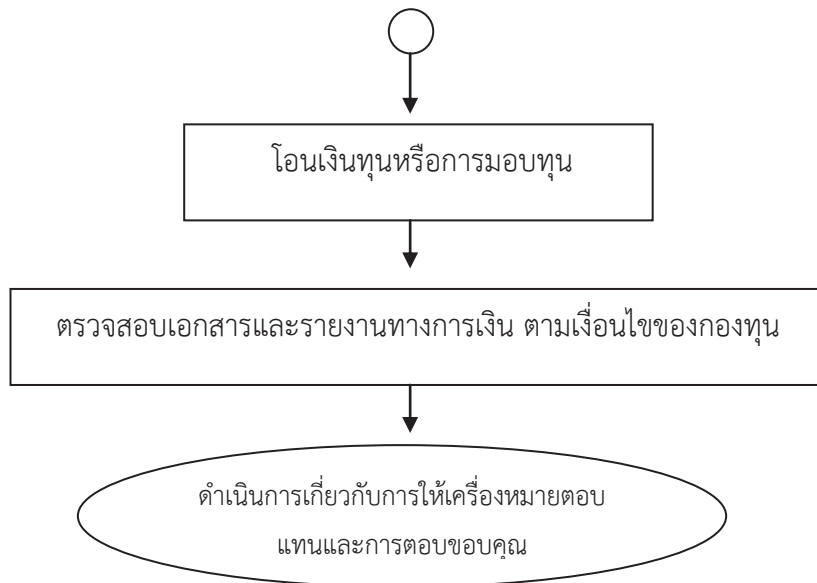 โอนเงินทุนหรือการมอบทุน
ตรวจสอบเอกสารและรายงานทางการเงิน ตามเงื่อนไขของกองทุน
ดำเนินการเกี่ยวกับการให้เครื่องหมายตอบ
แทนและการตอบขอบคุณ